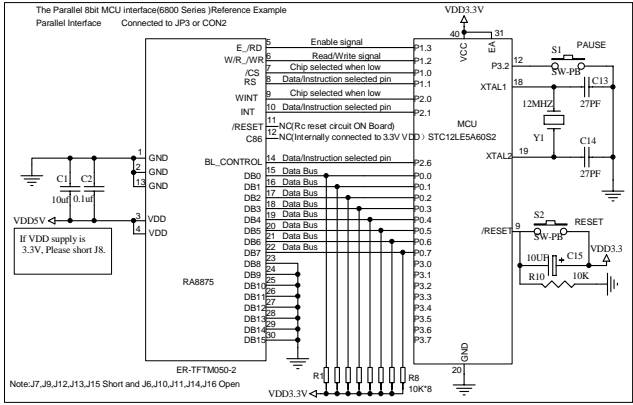 The Parallel 8bit MCU interface(6800 Series )Reference Example
Parallel Interface Connected to JP3 or CON2
VDD3.3V
40 31
VCC
EA
5 E_/RD Enable signal P1.3
6 W/R_/WR Read/Write signal P1.2
7 /CS Chip selected when low P1.0
8 RS Data/Instruction selected pin P1.1
9 WINT Chip selected when low P2.0
10 INT Data/Instruction selected pin P2.1
11 /RESET NC(Rc reset circuit ON Board)
12 C86 NC(Internally connected to 3.3V VDD)
MCU
STC12LE5A60S2
14 BL_CONTROL Data/Instruction selected pin P2.6
15 DB0 Data Bus P0.0
16 DB1 Data Bus P0.1
17 DB2 Data Bus P0.2
18 DB3 Data Bus P0.3
19 DB4 Data Bus P0.4
20 DB5 Data Bus P0.5
21 DB6 Data Bus P0.6
22 DB7 Data Bus P0.7
23 DB8 P3.0
24 DB9 P3.1
25 DB10 P3.2
26 DB11 P3.3
27 DB12 P3.4
28 DB13 P3.5
29 DB14 P3.6
30 DB15 P3.7
1 GND
2 GND
13 GND
C1 C2
10uf 0.1uf
VDD5V
3 VDD
4 VDD
If VDD supply is
3.3V, Please short J8.
RA8875
ER-TFTM050-2
Note:J7,J9,J12,J13,J15 Short and J6,J10,J11,J14,J16 Open
VDD3.3V
R1
R8
10K*8
GND
20
P3.2 12
S1 PAUSE
SW-PB
XTAL1 18
C13
27PF
12MHZ
Y1
XTAL2 19
C14
27PF
/RESET 9
S2 RESET
SW-PB
VDD3.3
10UF C15
R10 10K